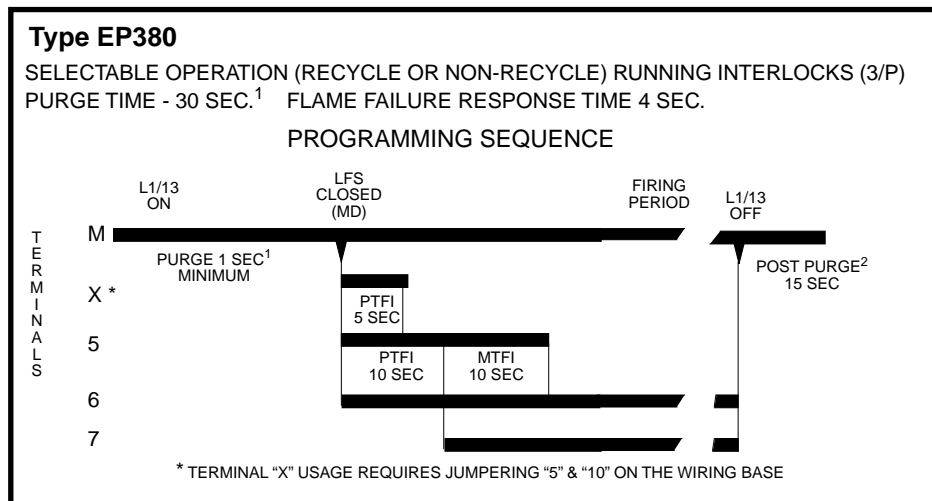 Type EP380
SELECTABLE OPERATION (RECYCLE OR NON-RECYCLE) RUNNING INTERLOCKS (3/P)
PURGE TIME - 30 SEC.1 FLAME FAILURE RESPONSE TIME 4 SEC.
PROGRAMMING SEQUENCE
L1/13
ON
LFS
CLOSED
(MD)
FIRING
PERIOD
L1/13
OFF
TERMINALS
M
PURGE 1 SEC1
MINIMUM
POST PURGE2
15 SEC
X *
PTFI
5 SEC
5
PTFI
10 SEC
MTFI
10 SEC
6
7
* TERMINAL “X” USAGE REQUIRES JUMPERING “5” & “10” ON THE WIRING BASE